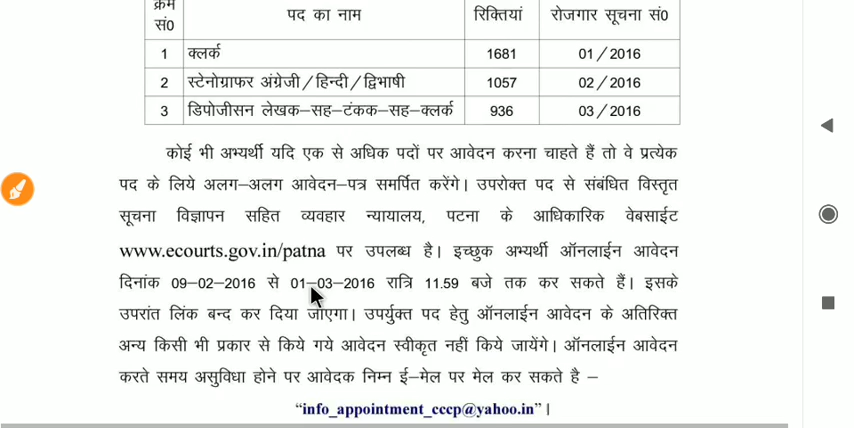 क्रम सं0 पद का नाम रिक्तियां रोजगार सूचना सं0
1 क्लर्क 1681 01/2016
2 स्टेनोग्राफर अंग्रेजी/हिन्दी/द्विभाषी 1057 02/2016
3 डिपोजीसन लेखक–सह–टंकक–सह–क्लर्क 936 03/2016
कोई भी अभ्यर्थी यदि एक से अधिक पदों पर आवेदन करना चाहते हैं तो वे प्रत्येक
पद के लिये अलग–अलग आवेदन–पत्र समर्पित करेंगे। उपरोक्त पद से संबंधित विस्तृत
सूचना विज्ञापन सहित व्यवहार न्यायालय, पटना के आधिकारिक वेबसाईट
www.ecourts.gov.in/patna पर उपलब्ध है। इच्छुक अभ्यर्थी ऑनलाईन आवेदन
दिनांक 09–02–2016 से 01–03–2016 रात्रि 11.59 बजे तक कर सकते हैं। इसके
उपरांत लिंक बन्द कर दिया जाएगा। उपर्युक्त पद हेतु ऑनलाईन आवेदन के अतिरिक्त
अन्य किसी भी प्रकार से किये गये आवेदन स्वीकृत नहीं किये जायेंगे। ऑनलाईन आवेदन
करते समय असुविधा होने पर आवेदक निम्न ई–मेल पर मेल कर सकते है –
“info_appointment_cccp@yahoo.in”।